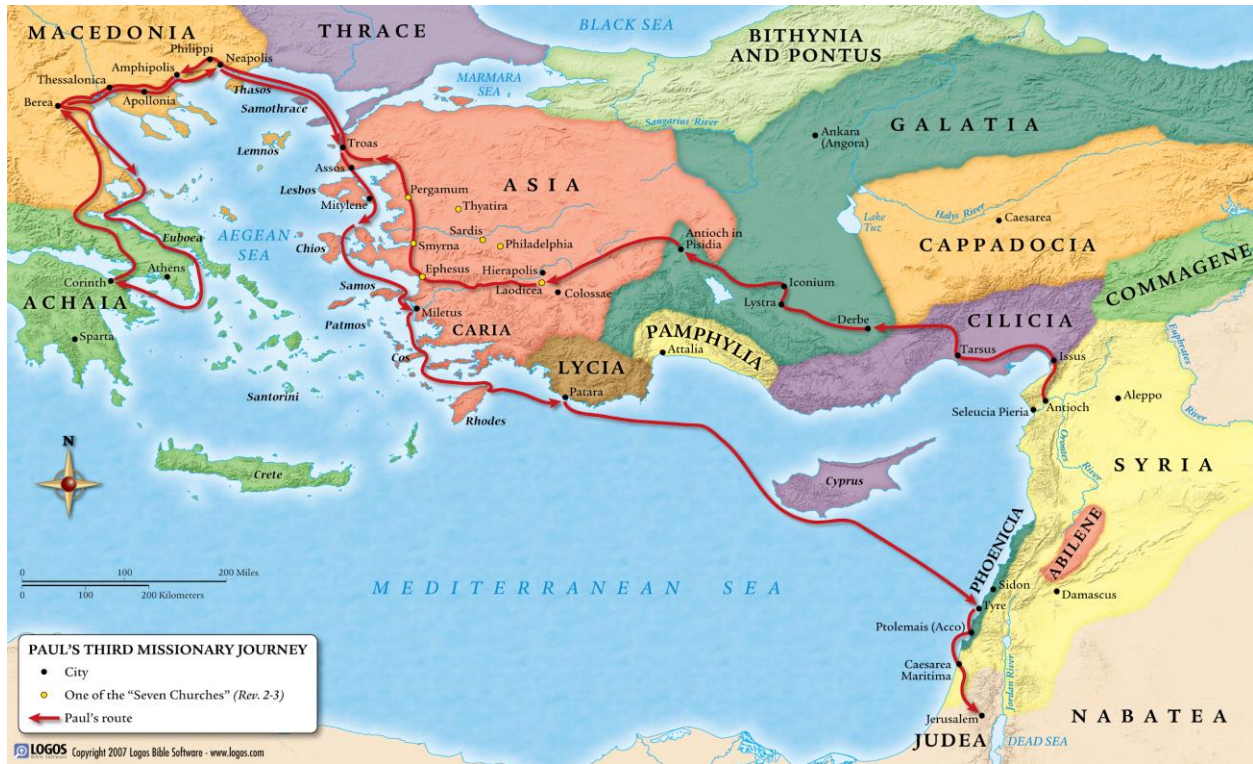 BLACK SEA
MACEDONIA
THRACE
BITHYNIA
AND PONTUS
Philippi
Neapolis
Amphipolis
Thessalonica
Apollonia
Berea
Thasos
Samothrace
MARMARA
SEA
Sangarius River
GALATIA
Ankara
(Angora)
Lemnos
Troas
Assos
Lesbos
Mitylene
Pergamum
ASIA
Thyatira
Sardis
Philadelphia
Smyrna
Chios
AEGEAN
SEA
Euboea
Athens
Corinth
ACHAIA
Sparta
Ephesus
Hierapolis
Laodicea
Colossae
Samos
Patmos
Miletus
CARIA
Cos
Santorini
Rhodes
Crete
LYCIA
Patara
PAMPHYLIA
Attalia
Antioch in
Pisidia
Iconium
Lystra
Derbe
Lake
Tuz
Halys River
Caesarea
CAPPADOCIA
COMMAGENE
CILICIA
Tarsus
Issus
Euphrates
River
Antioch
Seleucia Pieria
Aleppo
Orontes
River
SYRIA
Cyprus
PHOENICIA
ABILENE
Sidon
Tyre
Damascus
Ptolemais (Acco)
Caesarea
Maritima
Jordan River
Jerusalem
JUDEA
DEAD SEA
NABATEA
MEDITERRANEAN SEA
N
0 100 200 Miles
0 100 200 Kilometers
PAUL'S THIRD MISSIONARY JOURNEY
City
One of the “Seven Churches” (Rev. 2-3)
Paul's route
LOGOS
BIBLE SOFTWARE
Copyright 2007 Logos Bible Software - www.logos.com